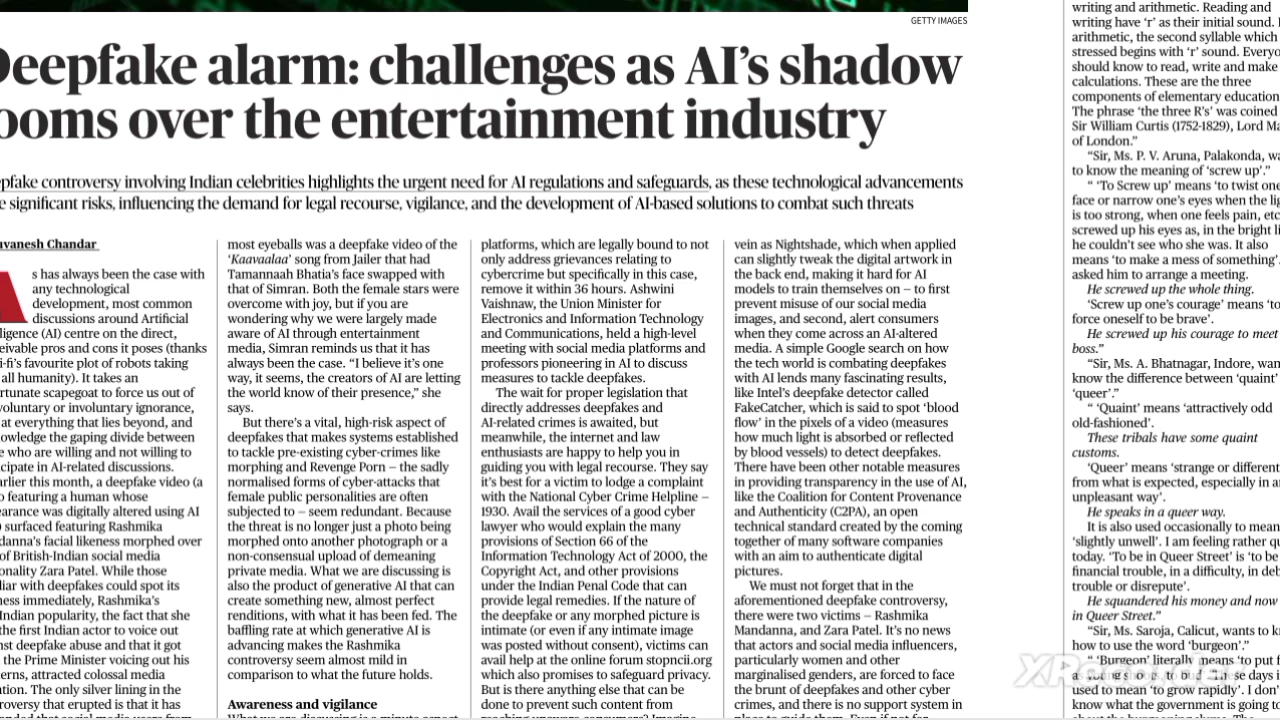 GETTY IMAGES
Deepfake alarm: challenges as AI’s shadow
looms over the entertainment industry
controversy involving Indian celebrities highlights the urgent need for AI regulations and safeguards, as these technological advancements
significant risks, influencing the demand for legal recourse, vigilance, and the development of AI-based solutions to combat such threats
Chandar
As has always been the case with
any technological
development, most common
discussions around Artificial
(AI) centre on the direct,
pros and cons it poses (thanks
favourite plot of robots taking
all humanity). It takes an
scapegoat to force us out of
voluntary or involuntary ignorance,
at everything that lies beyond, and
the gaping divide between
who are willing and not willing to
in AI-related discussions.
this month, a deepfake video (a
featuring a human whose
was digitally altered using AI
surfaced featuring Rashmika
facial likeness morphed over
of British-Indian social media
Zara Patel. While those
with deepfakes could spot its
immediately, Rashmika’s
Indian popularity, the fact that she
the first Indian actor to voice out
deepfake abuse and that it got
the Prime Minister voicing out his
attracted colossal media
The only silver lining in the
that erupted is that it has
most eyeballs was a deepfake video of the
‘Kaavaalaa’ song from Jailer that had
Tamannaah Bhatia’s face swapped with
that of Simran. Both the female stars were
overcome with joy, but if you are
wondering why we were largely made
aware of AI through entertainment
media, Simran reminds us that it has
always been the case. “I believe it’s one
way, it seems, the creators of AI are letting
the world know of their presence,” she
says.
But there’s a vital, high-risk aspect of
deepfakes that makes systems established
to tackle pre-existing cyber-crimes like
morphing and Revenge Porn — the sadly
normalised forms of cyber-attacks that
female public personalities are often
subjected to — seem redundant. Because
the threat is no longer just a photo being
morphed onto another photograph or a
non-consensual upload of demeaning
private media. What we are discussing is
also the product of generative AI that can
create something new, almost perfect
renditions, with what it has been fed. The
baffling rate at which generative AI is
advancing makes the Rashmika
controversy seem almost mild in
comparison to what the future holds.
Awareness and vigilance
platforms, which are legally bound to not
only address grievances relating to
cybercrime but specifically in this case,
remove it within 36 hours. Ashwini
Vaishnaw, the Union Minister for
Electronics and Information Technology
and Communications, held a high-level
meeting with social media platforms and
professors pioneering in AI to discuss
measures to tackle deepfakes.
The wait for proper legislation that
directly addresses deepfakes and
AI-related crimes is awaited, but
meanwhile, the internet and law
enthusiasts are happy to help you in
guiding you with legal recourse. They say
it’s best for a victim to lodge a complaint
with the National Cyber Crime Helpline —
1930. Avail the services of a good cyber
lawyer who would explain the many
provisions of Section 66 of the
Information Technology Act of 2000, the
Copyright Act, and other provisions
under the Indian Penal Code that can
provide legal remedies. If the nature of
the deepfake or any morphed picture is
intimate (or even if any intimate image
was posted without consent), victims can
avail help at the online forum stopncii.org
which also promises to safeguard privacy.
But is there anything else that can be
done to prevent such content from
vein as Nightshade, which when applied
can slightly tweak the digital artwork in
the back end, making it hard for AI
models to train themselves on — to first
prevent misuse of our social media
images, and second, alert consumers
when they come across an AI-altered
media. A simple Google search on how
the tech world is combating deepfakes
with AI lends many fascinating results,
like Intel’s deepfake detector called
FakeCatcher, which is said to spot ‘blood
flow’ in the pixels of a video (measures
how much light is absorbed or reflected
by blood vessels) to detect deepfakes.
There have been other notable measures
in providing transparency in the use of AI,
like the Coalition for Content Provenance
and Authenticity (C2PA), an open
technical standard created by the coming
together of many software companies
with an aim to authenticate digital
pictures.
We must not forget that in the
aforementioned deepfake controversy,
there were two victims — Rashmika
Mandanna, and Zara Patel. It’s no news
that actors and social media influencers,
particularly women and other
marginalised genders, are forced to face
the brunt of deepfakes and other cyber
crimes, and there is no support system in
writing and arithmetic. Reading and
writing have ‘r’ as their initial sound.
arithmetic, the second syllable which
stressed begins with ‘r’ sound.
should know to read, write and make
calculations. These are the three
components of elementary education
The phrase ‘the three R’s’ was coined
Sir William Curtis (1752-1829), Lord
of London.”
“Sir, Ms. P. V. Aruna, Palakonda,
to know the meaning of ‘screw up’.”
“ ‘To Screw up’ means ‘to twist
face or narrow one’s eyes when the
is too strong, when one feels pain,
screwed up his eyes as, in the bright
he couldn’t see who she was. It also
means ‘to make a mess of something’.
asked him to arrange a meeting.
He screwed up the whole thing.
‘Screw up one’s courage’ means
force oneself to be brave’.
He screwed up his courage to meet
boss.”
“Sir, Ms. A. Bhatnagar, Indore,
know the difference between ‘quaint’
‘queer’.”
“ ‘Quaint’ means ‘attractively odd
old-fashioned’.
These tribals have some quaint
customs.
‘Queer’ means ‘strange or different
from what is expected, especially in
unpleasant way’.
He speaks in a queer way.
It is also used occasionally to mean
‘slightly unwell’. I am feeling rather
today. ‘To be in Queer Street’ is ‘to be
financial trouble, in a difficulty, in
trouble or disrepute’.
He squandered his money and now
in Queer Street.”
“Sir, Ms. Saroja, Calicut, wants to
how to use the word ‘burgeon’.”
“ ‘Burgeon’ literally means ‘to put
used to mean ‘to grow rapidly’. I don’t
know what the government is going to
XRecorder